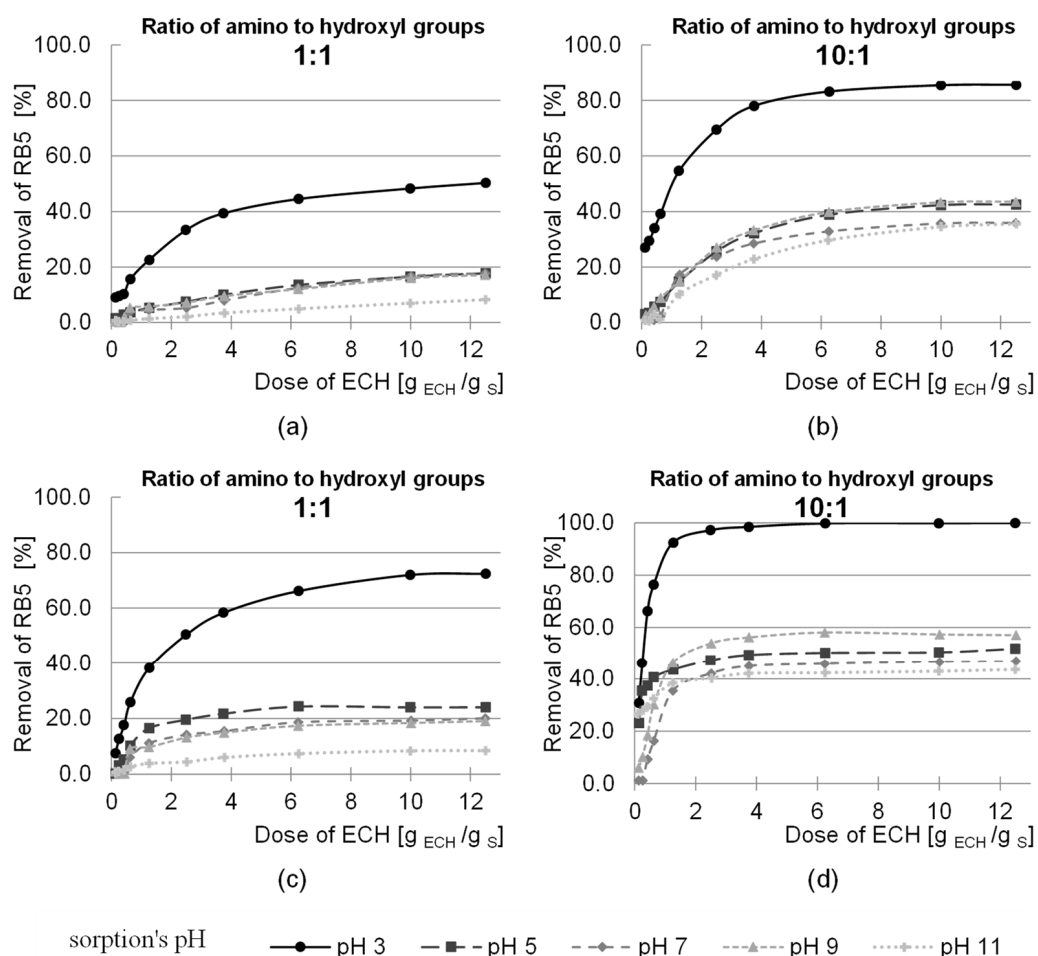 Ratio of amino to hydroxyl groups
1:1
100.0
80.0
60.0
40.0
20.0
0.0
Removal of RB5 [%]
0 2 4 6 8 10 12
Dose of ECH [g ECH /g S]
(a)
Ratio of amino to hydroxyl groups
10:1
100.0
80.0
60.0
40.0
20.0
0.0
Removal of RB5 [%]
0 2 4 6 8 10 12
Dose of ECH [g ECH /g S]
(b)
Ratio of amino to hydroxyl groups
1:1
100.0
80.0
60.0
40.0
20.0
0.0
Removal of RB5 [%]
0 2 4 6 8 10 12
Dose of ECH [g ECH /g S]
(c)
Ratio of amino to hydroxyl groups
10:1
100.0
80.0
60.0
40.0
20.0
0.0
Removal of RB5 [%]
0 2 4 6 8 10 12
Dose of ECH [g ECH /g S]
(d)
sorption's pH pH 3 pH 5 pH 7 pH 9 pH 11